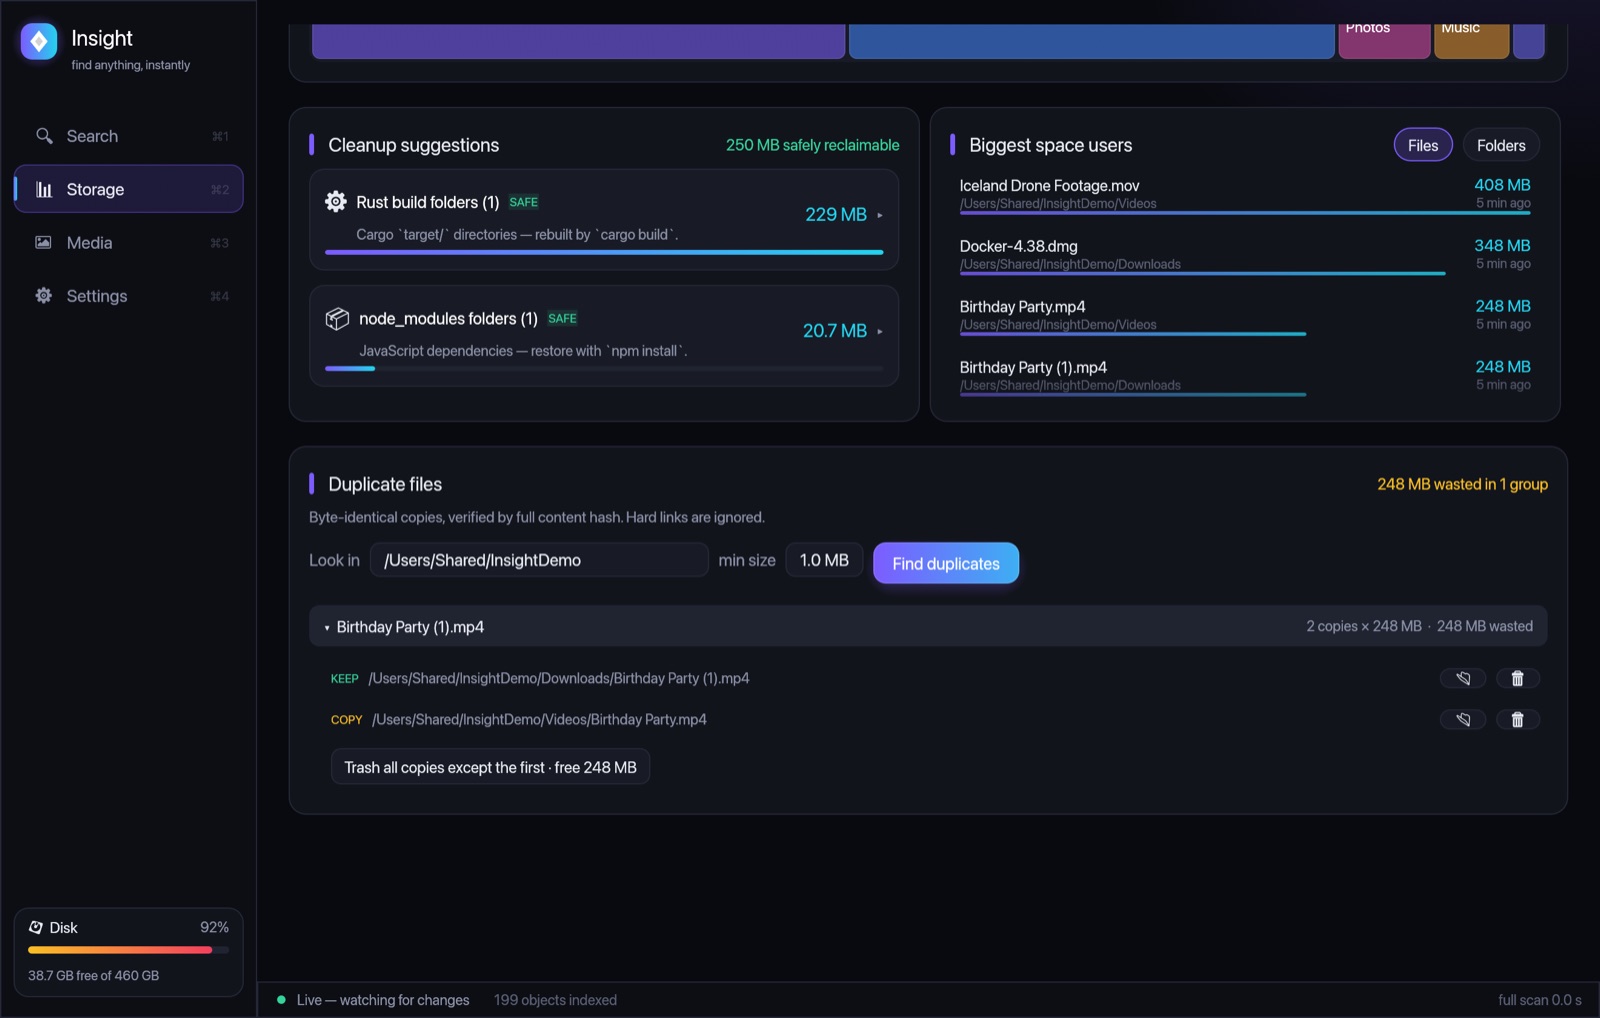 Insight
find anything, instantly
Search ⌘1
Storage ⌘2
Media ⌘3
Settings ⌘4
Disk 92%
38.7 GB free of 460 GB
Photos
Music
Cleanup suggestions 250 MB safely reclaimable
Rust build folders (1) SAFE
229 MB ▸
Cargo `target/` directories — rebuilt by `cargo build`.
node_modules folders (1) SAFE
20.7 MB ▸
JavaScript dependencies — restore with `npm install`.
Biggest space users Files Folders
Iceland Drone Footage.mov 408 MB
/Users/Shared/InsightDemo/Videos 5 min ago
Docker-4.38.dmg 348 MB
/Users/Shared/InsightDemo/Downloads 5 min ago
Birthday Party.mp4 248 MB
/Users/Shared/InsightDemo/Videos 5 min ago
Birthday Party (1).mp4 248 MB
/Users/Shared/InsightDemo/Downloads 5 min ago
Duplicate files 248 MB wasted in 1 group
Byte-identical copies, verified by full content hash. Hard links are ignored.
Look in /Users/Shared/InsightDemo min size 1.0 MB Find duplicates
▾ Birthday Party (1).mp4 2 copies × 248 MB · 248 MB wasted
KEEP /Users/Shared/InsightDemo/Downloads/Birthday Party (1).mp4
COPY /Users/Shared/InsightDemo/Videos/Birthday Party.mp4
Trash all copies except the first · free 248 MB
Live — watching for changes 199 objects indexed full scan 0.0 s